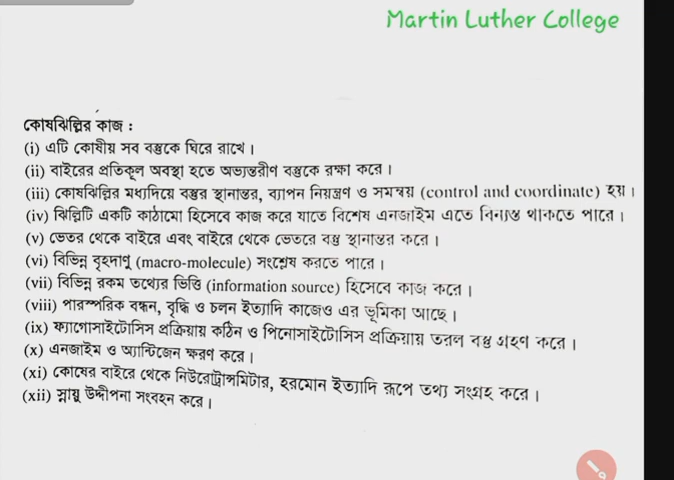 Martin Luther College
কোষঝিল্লির কাজ :
(i) এটি কোষীয় সব বস্তুকে ঘিরে রাখে।
(ii) বাইরের প্রতিকূল অবস্থা হতে অভ্যন্তরীণ বস্তুকে রক্ষা করে।
(iii) কোষঝিল্লির মধ্যদিয়ে বস্তুর স্থানান্তর, ব্যাপন নিয়ন্ত্রণ ও সমন্বয় (control and coordinate) হয়।
(iv) ঝিল্লিটি একটি কাঠামো হিসেবে কাজ করে যাতে বিশেষ এনজাইম এতে বিন্যস্ত থাকতে পারে।
(v) ভেতর থেকে বাইরে এবং বাইরে থেকে ভেতরে বস্তু স্থানান্তর করে।
(vi) বিভিন্ন বৃহদাণু (macro-molecule) সংশ্লেষ করতে পারে।
(vii) বিভিন্ন রকম তথ্যের ভিত্তি (information source) হিসেবে কাজ করে।
(viii) পারস্পরিক বন্ধন, বৃদ্ধি ও চলন ইত্যাদি কাজেও এর ভূমিকা আছে।
(ix) ফ্যাগোসাইটোসিস প্রক্রিয়ায় কঠিন ও পিনোসাইটোসিস প্রক্রিয়ায় তরল বস্তু গ্রহণ করে।
(x) এনজাইম ও অ্যান্টিজেন ক্ষরণ করে।
(xi) কোষের বাইরে থেকে নিউরোট্রান্সমিটার, হরমোন ইত্যাদি রূপে তথ্য সংগ্রহ করে।
(xii) স্নায়ু উদ্দীপনা সংবহন করে।